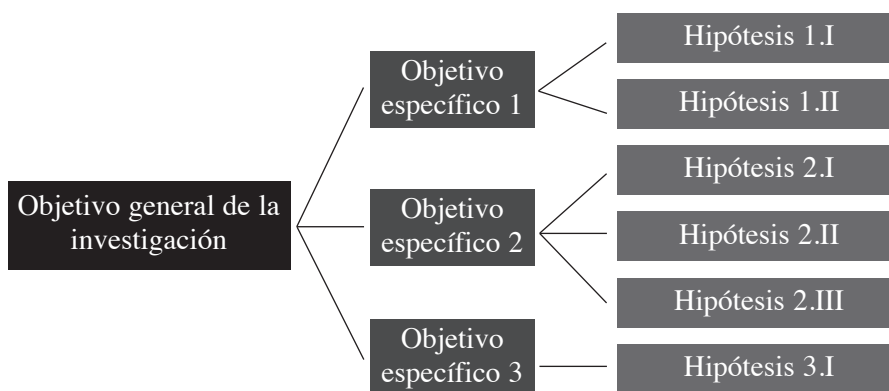 Objetivo general de la
investigación
Objetivo
específico 1
Hipótesis 1.I
Hipótesis 1.II
Objetivo
específico 2
Hipótesis 2.I
Hipótesis 2.II
Hipótesis 2.III
Objetivo
específico 3
Hipótesis 3.I